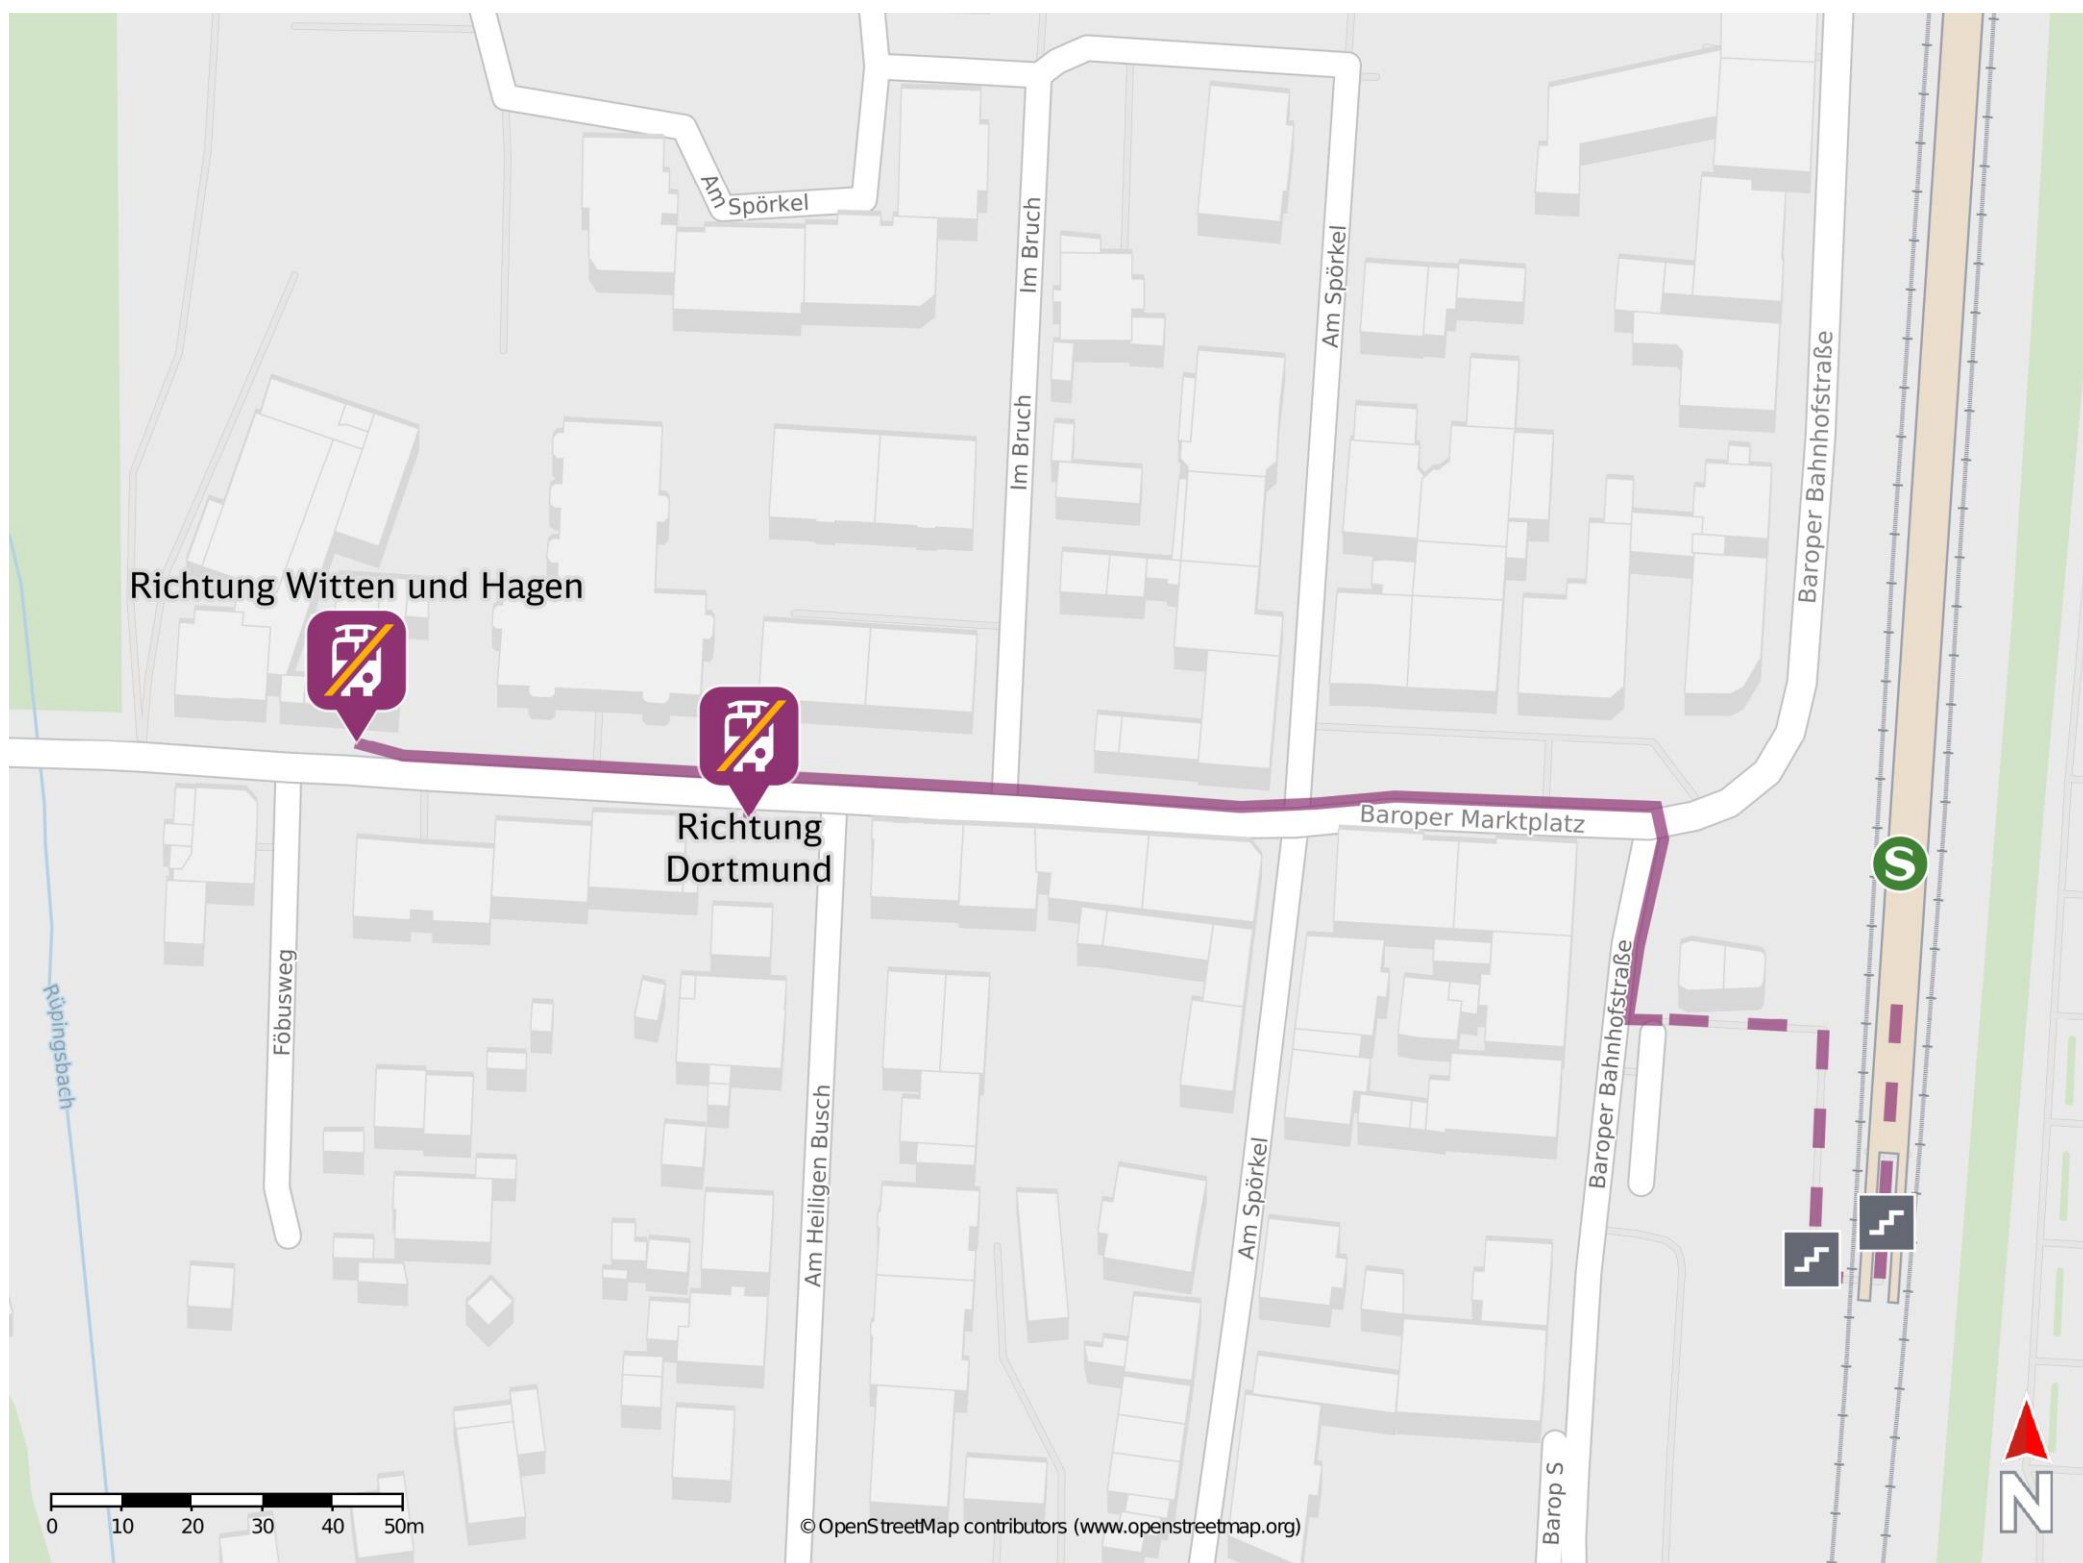 Am
Spörkel
Im Bruch
Am Spörkel
Baroper Bahnhofstraße
Im Bruch
Richtung Witten und Hagen
Richtung
Dortmund
Baroper Marktplatz
S
Föbusweg
Rüpingsbach
Baroper Bahnhofstraße
Am Heiligen Busch
Am Spörkel
Barop S
N
0 10 20 30 40 50m
© OpenStreetMap contributors (www.openstreetmap.org)